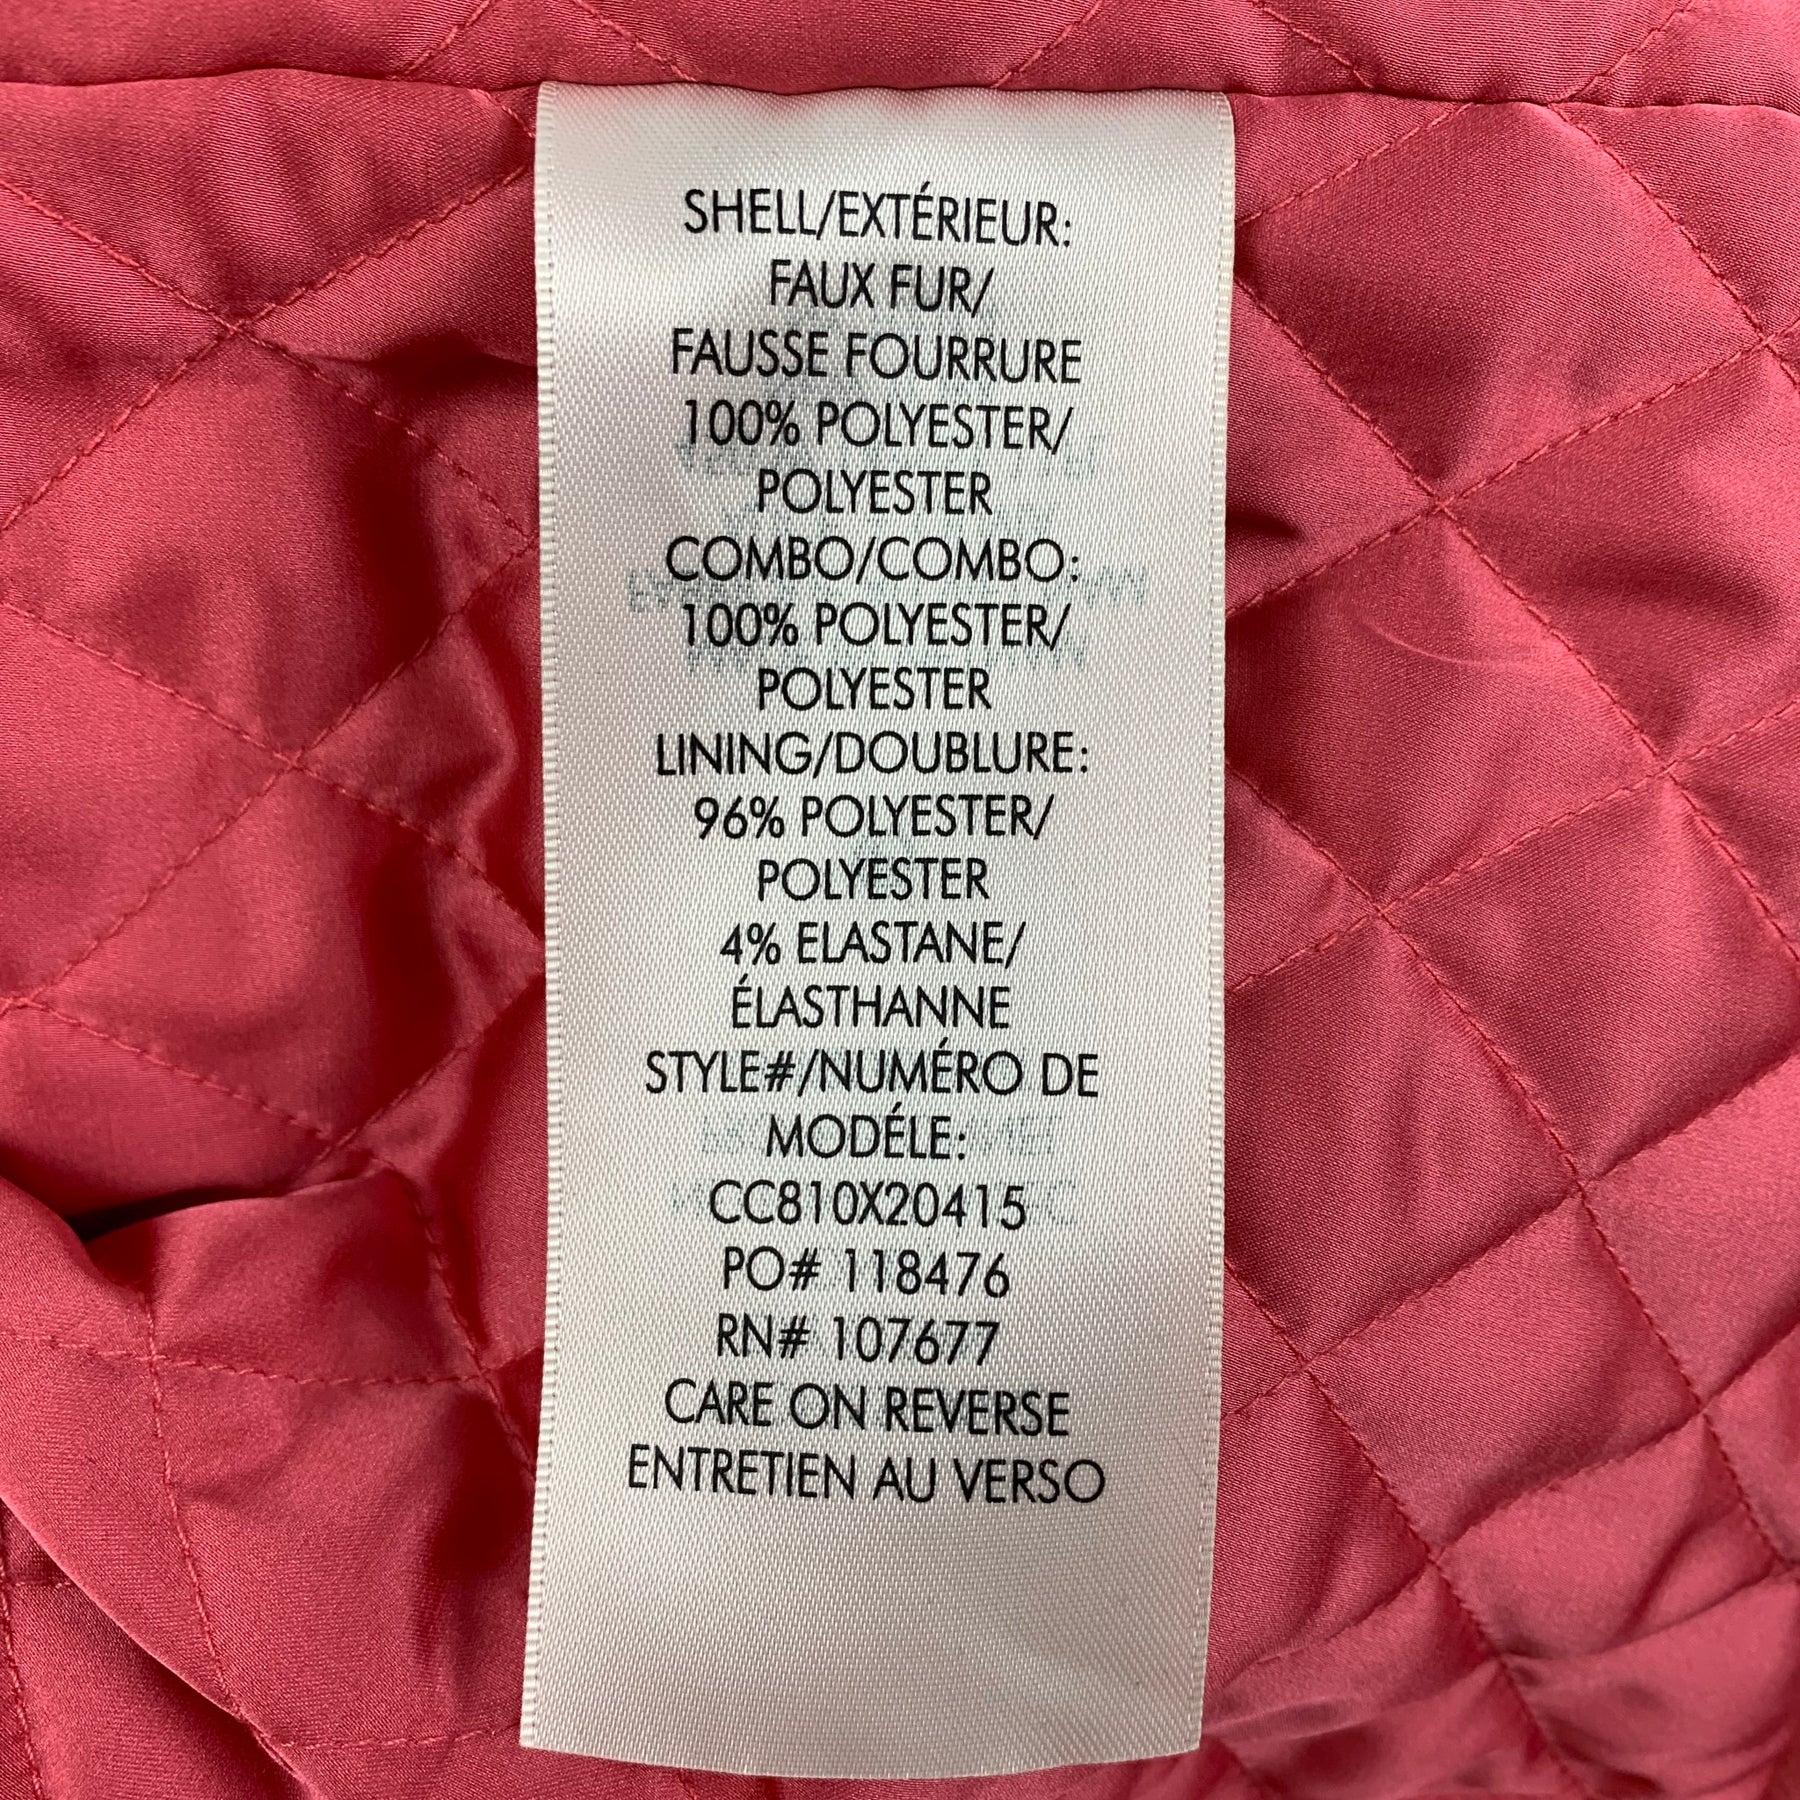 SHELL/EXTÉRIEUR:
FAUX FUR/
FAUSSE FOURRURE
100% POLYESTER/
POLYESTER
COMBO/COMBO:
100% POLYESTER/
POLYESTER
LINING/DOUBLURE:
96% POLYESTER/
POLYESTER
4% ELASTANE/
ÉLASTHANNE
STYLE#/NUMÉRO DE
MODÉLE:
CC810X20415
PO# 118476
RN# 107677
CARE ON REVERSE
ENTRETIEN AU VERSO